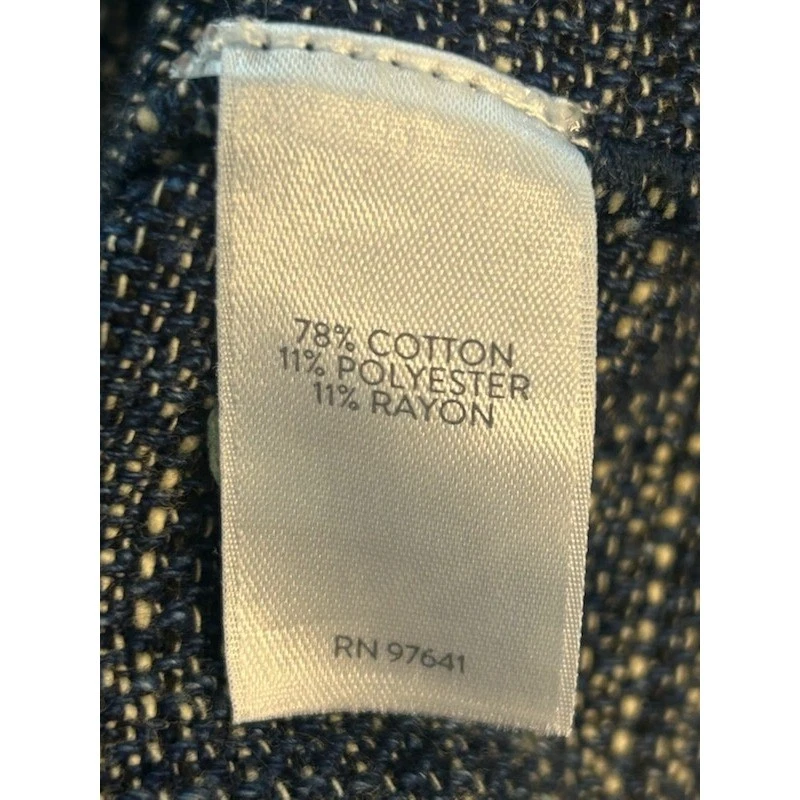 78% COTTON
11% POLYESTER
11% RAYON
RN 97641